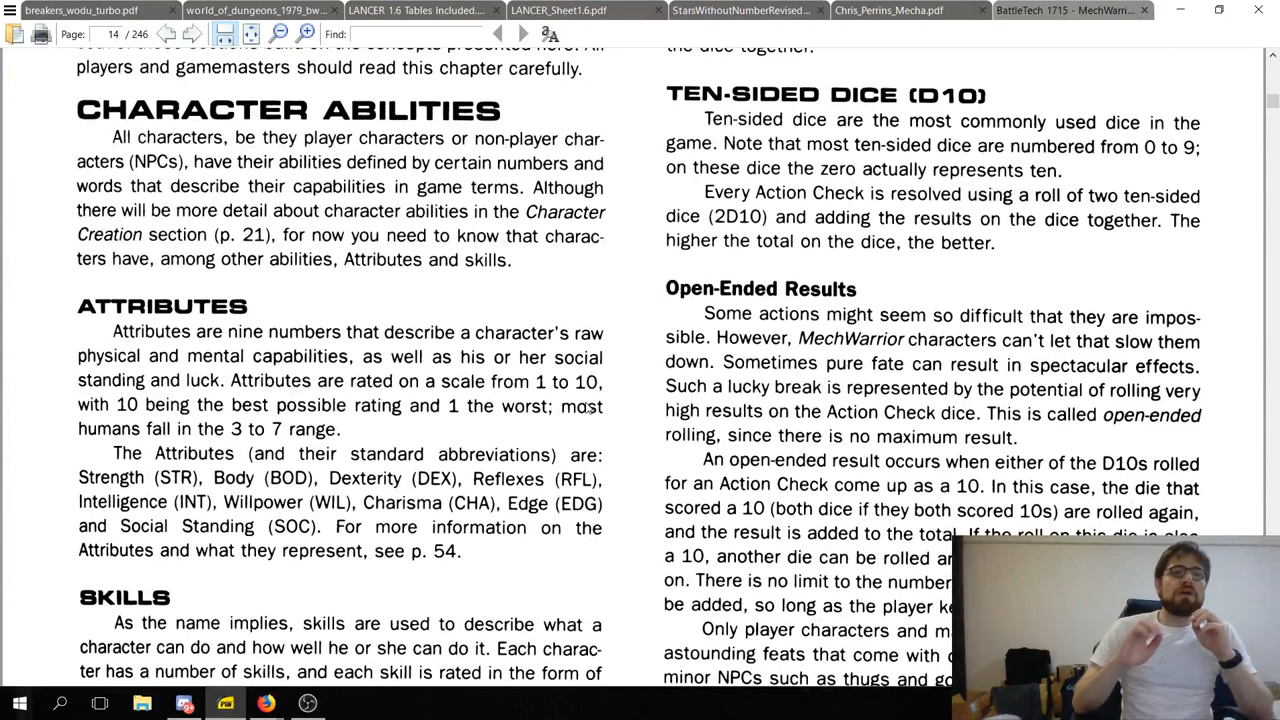 breakers_wodu_turbo.pdf
world_of_dungeons_1979_bw...
LANCER 1.6 Tables Included....
LANCER_Sheet1.6.pdf
StarsWithoutNumberRevised...
Chris_Perrins_Mecha.pdf
BattleTech 1715 - MechWarri...
Page: 14 / 246
Find:
players and gamemasters should read this chapter carefully.
CHARACTER ABILITIES
All characters, be they player characters or non-player char-
acters (NPCs), have their abilities defined by certain numbers and
words that describe their capabilities in game terms. Although
there will be more detail about character abilities in the Character
Creation section (p. 21), for now you need to know that charac-
ters have, among other abilities, Attributes and skills.
ATTRIBUTES
Attributes are nine numbers that describe a character's raw
physical and mental capabilities, as well as his or her social
standing and luck. Attributes are rated on a scale from 1 to 10,
with 10 being the best possible rating and 1 the worst; most
humans fall in the 3 to 7 range.
The Attributes (and their standard abbreviations) are:
Strength (STR), Body (BOD), Dexterity (DEX), Reflexes (RFL),
Intelligence (INT), Willpower (WIL), Charisma (CHA), Edge (EDG)
and Social Standing (SOC). For more information on the
Attributes and what they represent, see p. 54.
SKILLS
As the name implies, skills are used to describe what a
character can do and how well he or she can do it. Each charac-
ter has a number of skills, and each skill is rated in the form of
the dice together.
TEN-SIDED DICE (D10)
Ten-sided dice are the most commonly used dice in the
game. Note that most ten-sided dice are numbered from 0 to 9;
on these dice the zero actually represents ten.
Every Action Check is resolved using a roll of two ten-sided
dice (2D10) and adding the results on the dice together. The
higher the total on the dice, the better.
Open-Ended Results
Some actions might seem so difficult that they are impos-
sible. However, MechWarrior characters can't let that slow them
down. Sometimes pure fate can result in spectacular effects.
Such a lucky break is represented by the potential of rolling very
high results on the Action Check dice. This is called open-ended
rolling, since there is no maximum result.
An open-ended result occurs when either of the D10s rolled
for an Action Check come up as a 10. In this case, the die that
scored a 10 (both dice if they both scored 10s) are rolled again,
and the result is added to the total. If the roll on this die is also
a 10, another die can be rolled
on. There is no limit to the number
be added, so long as the player
Only player characters and
astounding feats that come with
minor NPCs such as thugs and